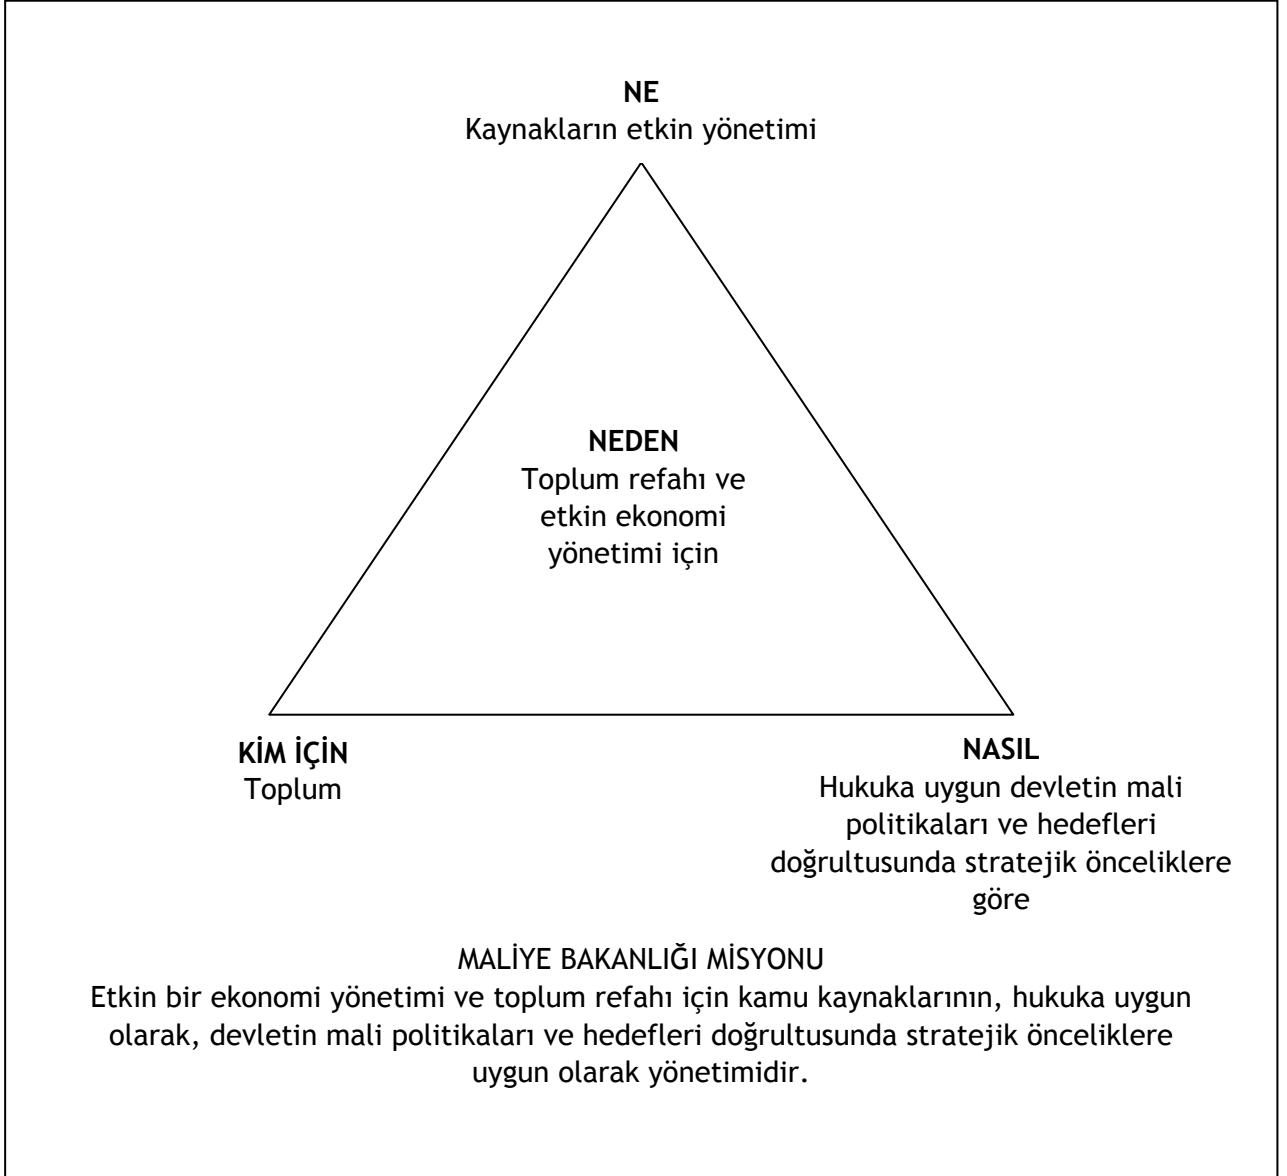 NE
Kaynakların etkin yönetimi
NEDEN
Toplum refahı ve
etkin ekonomi
yönetimi için
KİM İÇİN
Toplum
NASIL
Hukuka uygun devletin mali
politikaları ve hedefleri
doğrultusunda stratejik önceliklere
göre
MALİYE BAKANLIĞI MİSYONU
Etkin bir ekonomi yönetimi ve toplum refahı için kamu kaynaklarının, hukuka uygun
olarak, devletin mali politikaları ve hedefleri doğrultusunda stratejik önceliklere
uygun olarak yönetimidir.